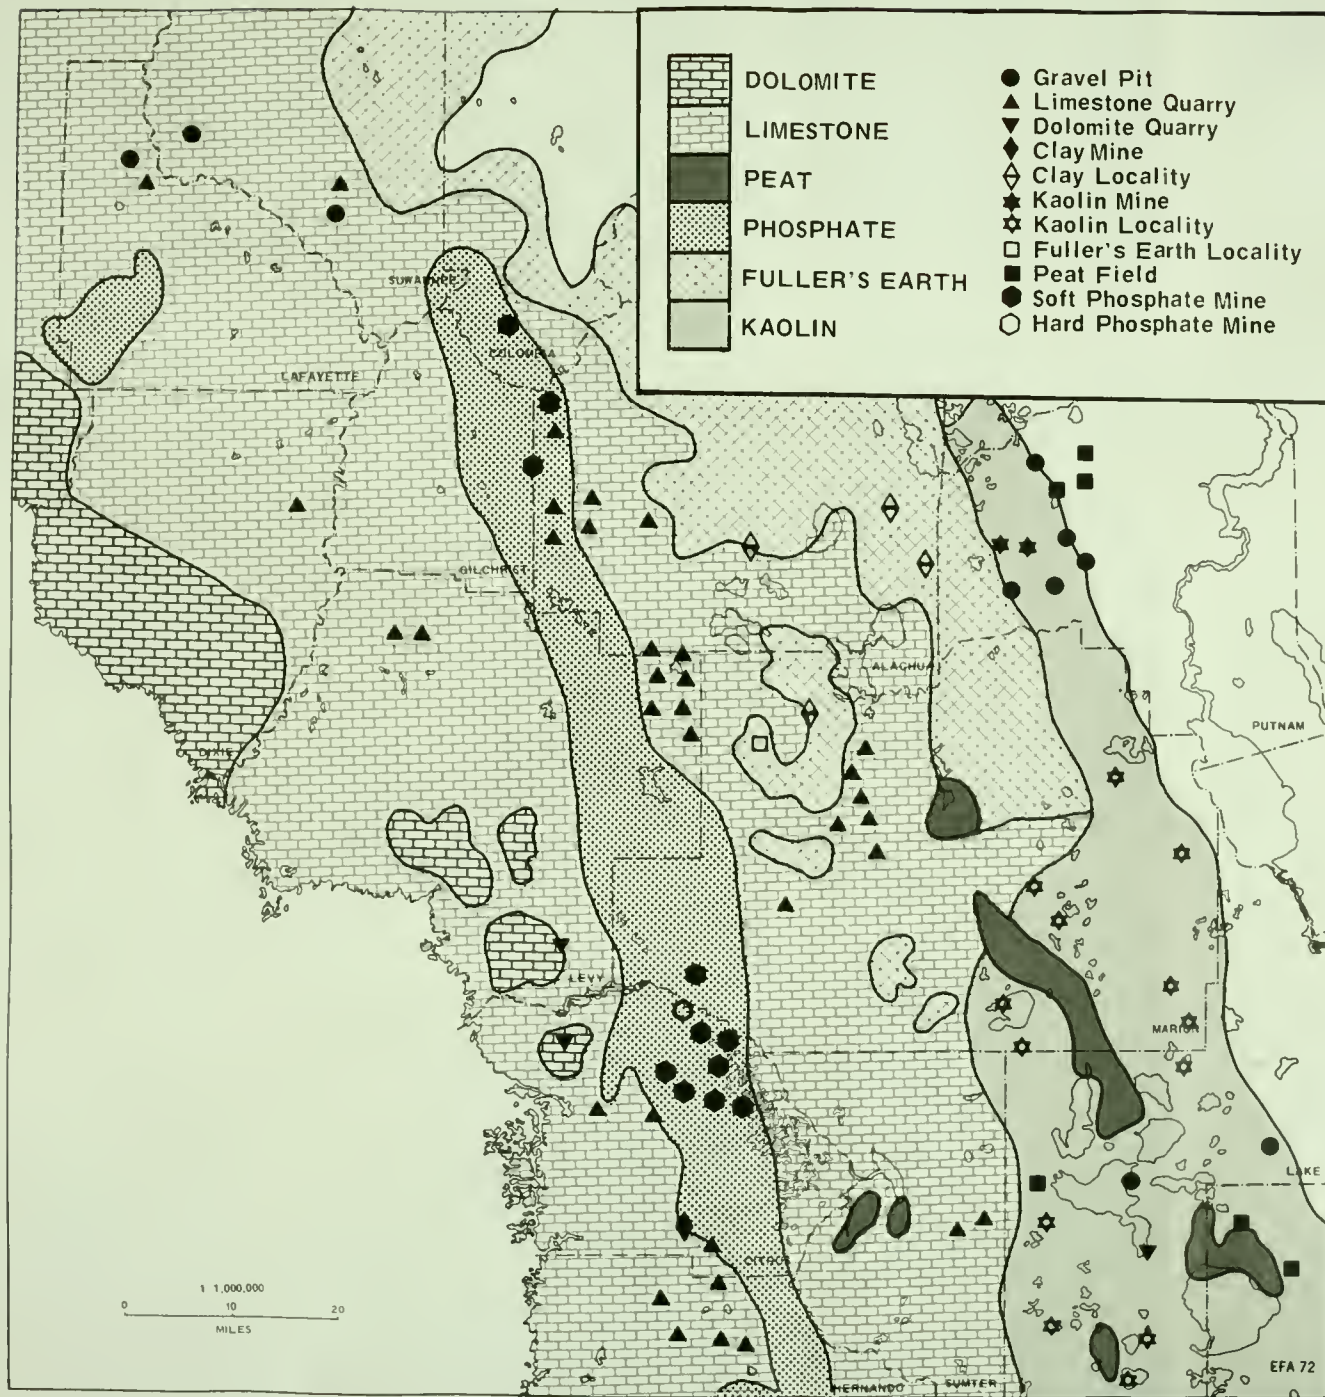 DOLOMITE
LIMESTONE
PEAT
PHOSPHATE
FULLER'S EARTH
KAOLIN
Gravel Pit
Limestone Quarry
Dolomite Quarry
Clay Mine
Clay Locality
Kaolin Mine
Kaolin Locality
Fuller's Earth Locality
Peat Field
Soft Phosphate Mine
Hard Phosphate Mine
SUWANNEE
COLUMBIA
LAFAYETTE
GILCHRIST
ALACHUA
PUTNAM
DIXIE
LEVY
MARION
LAKE
CITRUS
1 1,000,000
0 10 20
MILES
HERNANDO
SUMTER
EFA 72